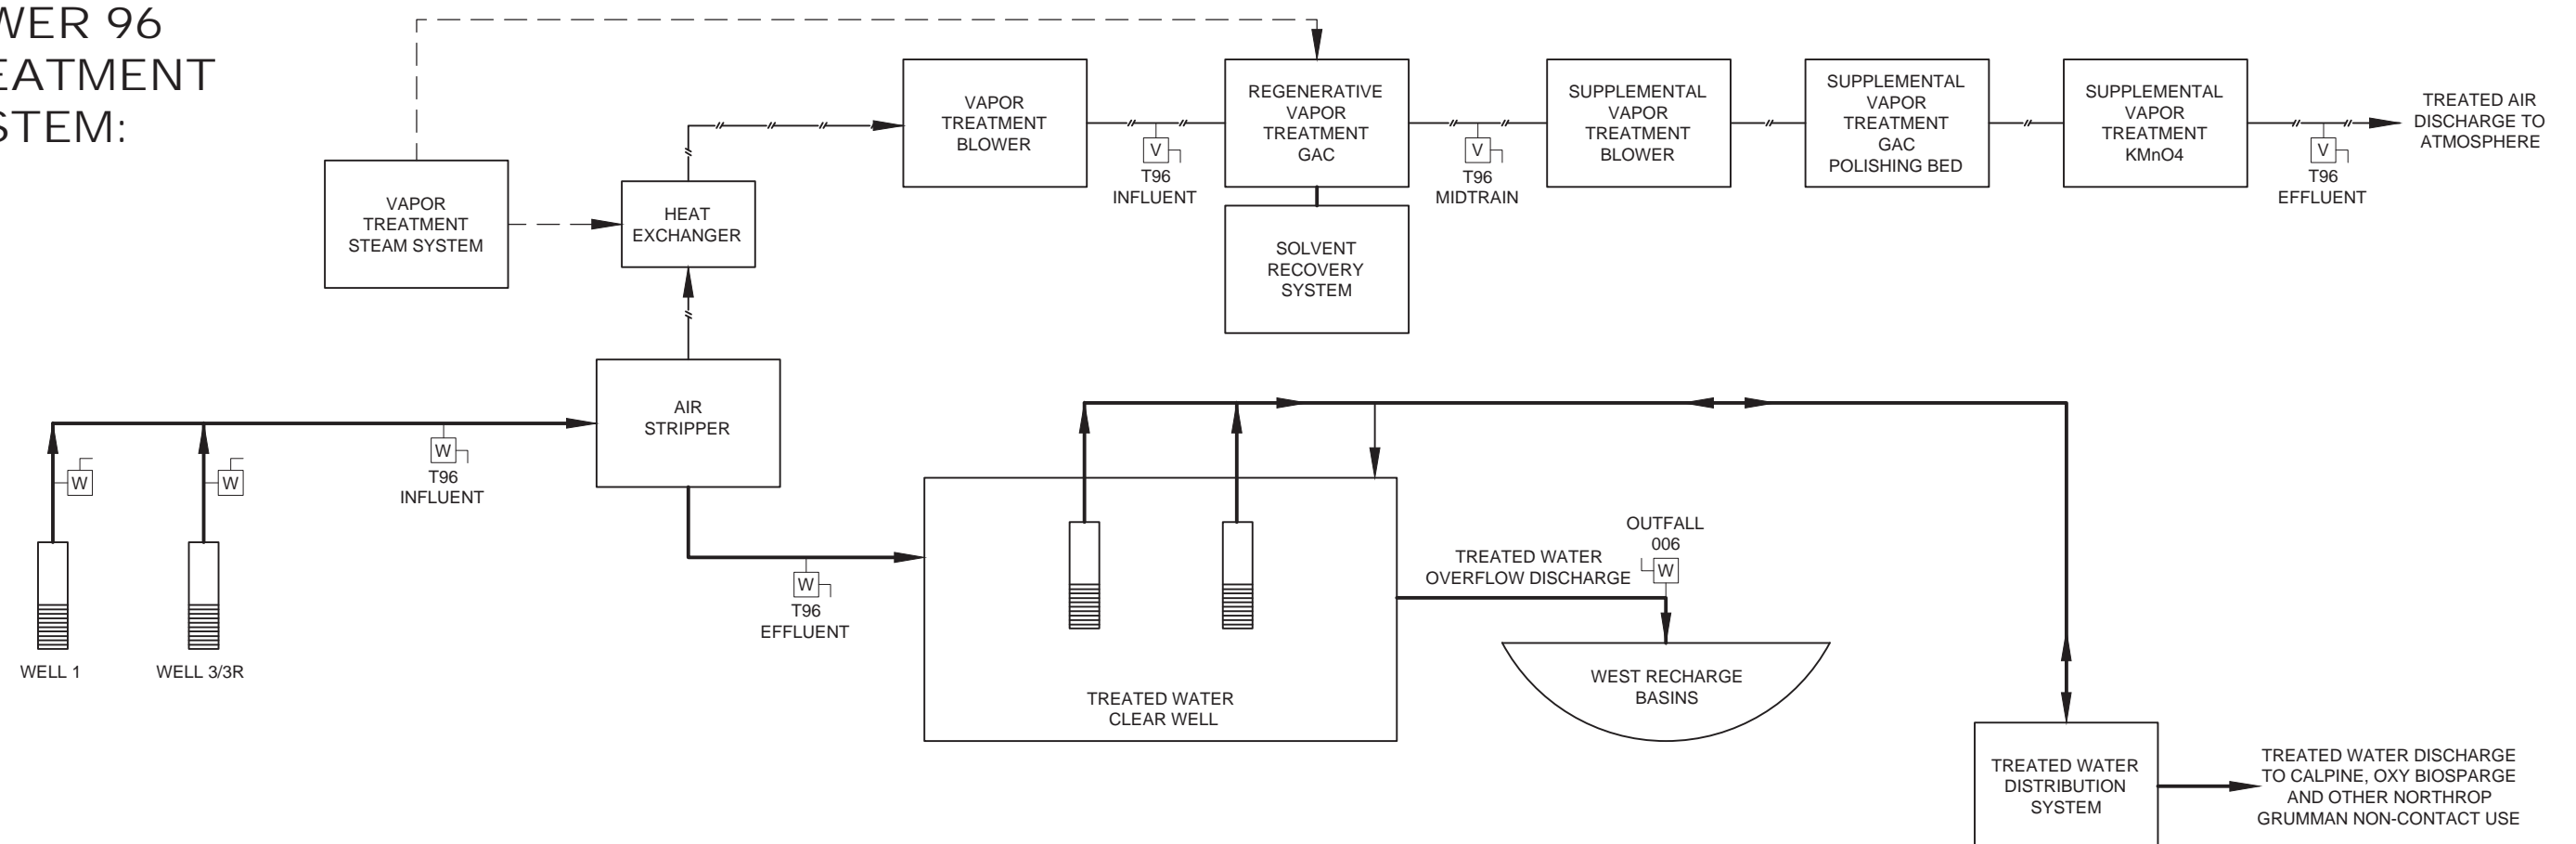 WER 96
EATMENT
STEM:
VAPOR
TREATMENT
STEAM SYSTEM
HEAT
EXCHANGER
VAPOR
TREATMENT
BLOWER
V
T96
INFLUENT
REGENERATIVE
VAPOR
TREATMENT
GAC
V
T96
MIDTRAIN
SUPPLEMENTAL
VAPOR
TREATMENT
BLOWER
SUPPLEMENTAL
VAPOR
TREATMENT
GAC
POLISHING BED
SUPPLEMENTAL
VAPOR
TREATMENT
KMnO4
V
T96
EFFLUENT
TREATED AIR
DISCHARGE TO
ATMOSPHERE
SOLVENT
RECOVERY
SYSTEM
AIR
STRIPPER
W
W
W
T96
INFLUENT
WELL 1
WELL 3/3R
W
T96
EFFLUENT
TREATED WATER
CLEAR WELL
TREATED WATER
OVERFLOW DISCHARGE
OUTFALL
006
W
WEST RECHARGE
BASINS
TREATED WATER
DISTRIBUTION
SYSTEM
TREATED WATER DISCHARGE
TO CALPINE, OXY BIOSPARGE
AND OTHER NORTHROP
GRUMMAN NON-CONTACT USE